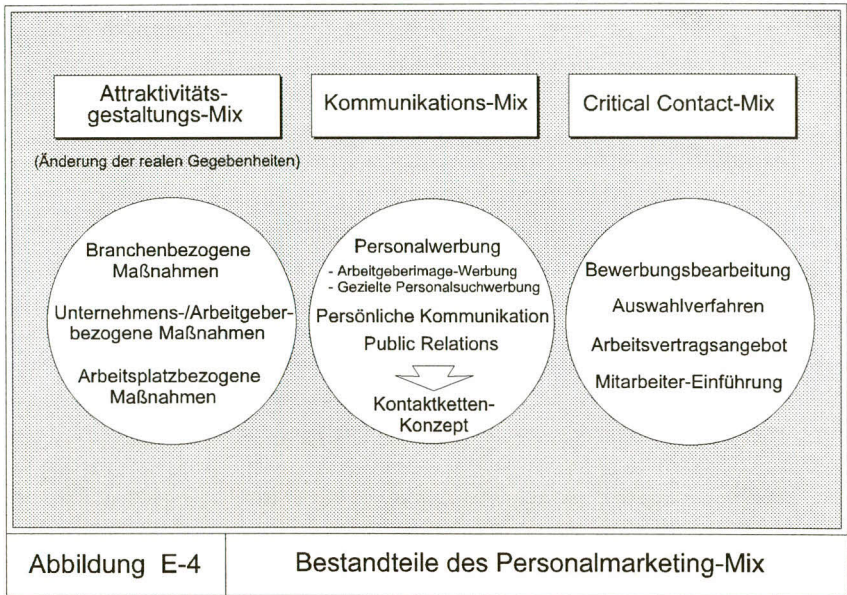 Attraktivitäts-
gestaltungs-Mix
(Änderung der realen Gegebenheiten)
Branchenbezogene
Maßnahmen
Unternehmens-/Arbeitgeber-
bezogene Maßnahmen
Arbeitsplatzbezogene
Maßnahmen
Kommunikations-Mix
Personalwerbung
- Arbeitgeberimage-Werbung
- Gezielte Personalsuchwerbung
Persönliche Kommunikation
Public Relations
Kontaktketten-
Konzept
Critical Contact-Mix
Bewerbungsbearbeitung
Auswahlverfahren
Arbeitsvertragsangebot
Mitarbeiter-Einführung
Abbildung E-4
Bestandteile des Personalmarketing-Mix